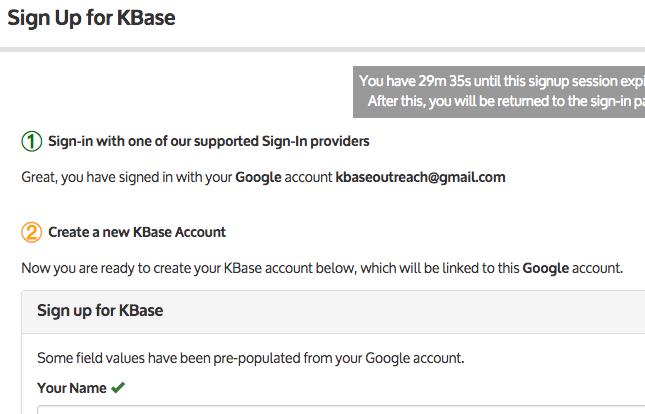 Sign Up for KBase
You have 29m 35s until this signup session
After this, you will be returned to the sign-in
1 Sign-in with one of our supported Sign-In providers
Great, you have signed in with your Google account kbaseoutreach@gmail.com
2 Create a new KBase Account
Now you are ready to create your KBase account below, which will be linked to this Google account.
Sign up for KBase
Some field values have been pre-populated from your Google account.
Your Name